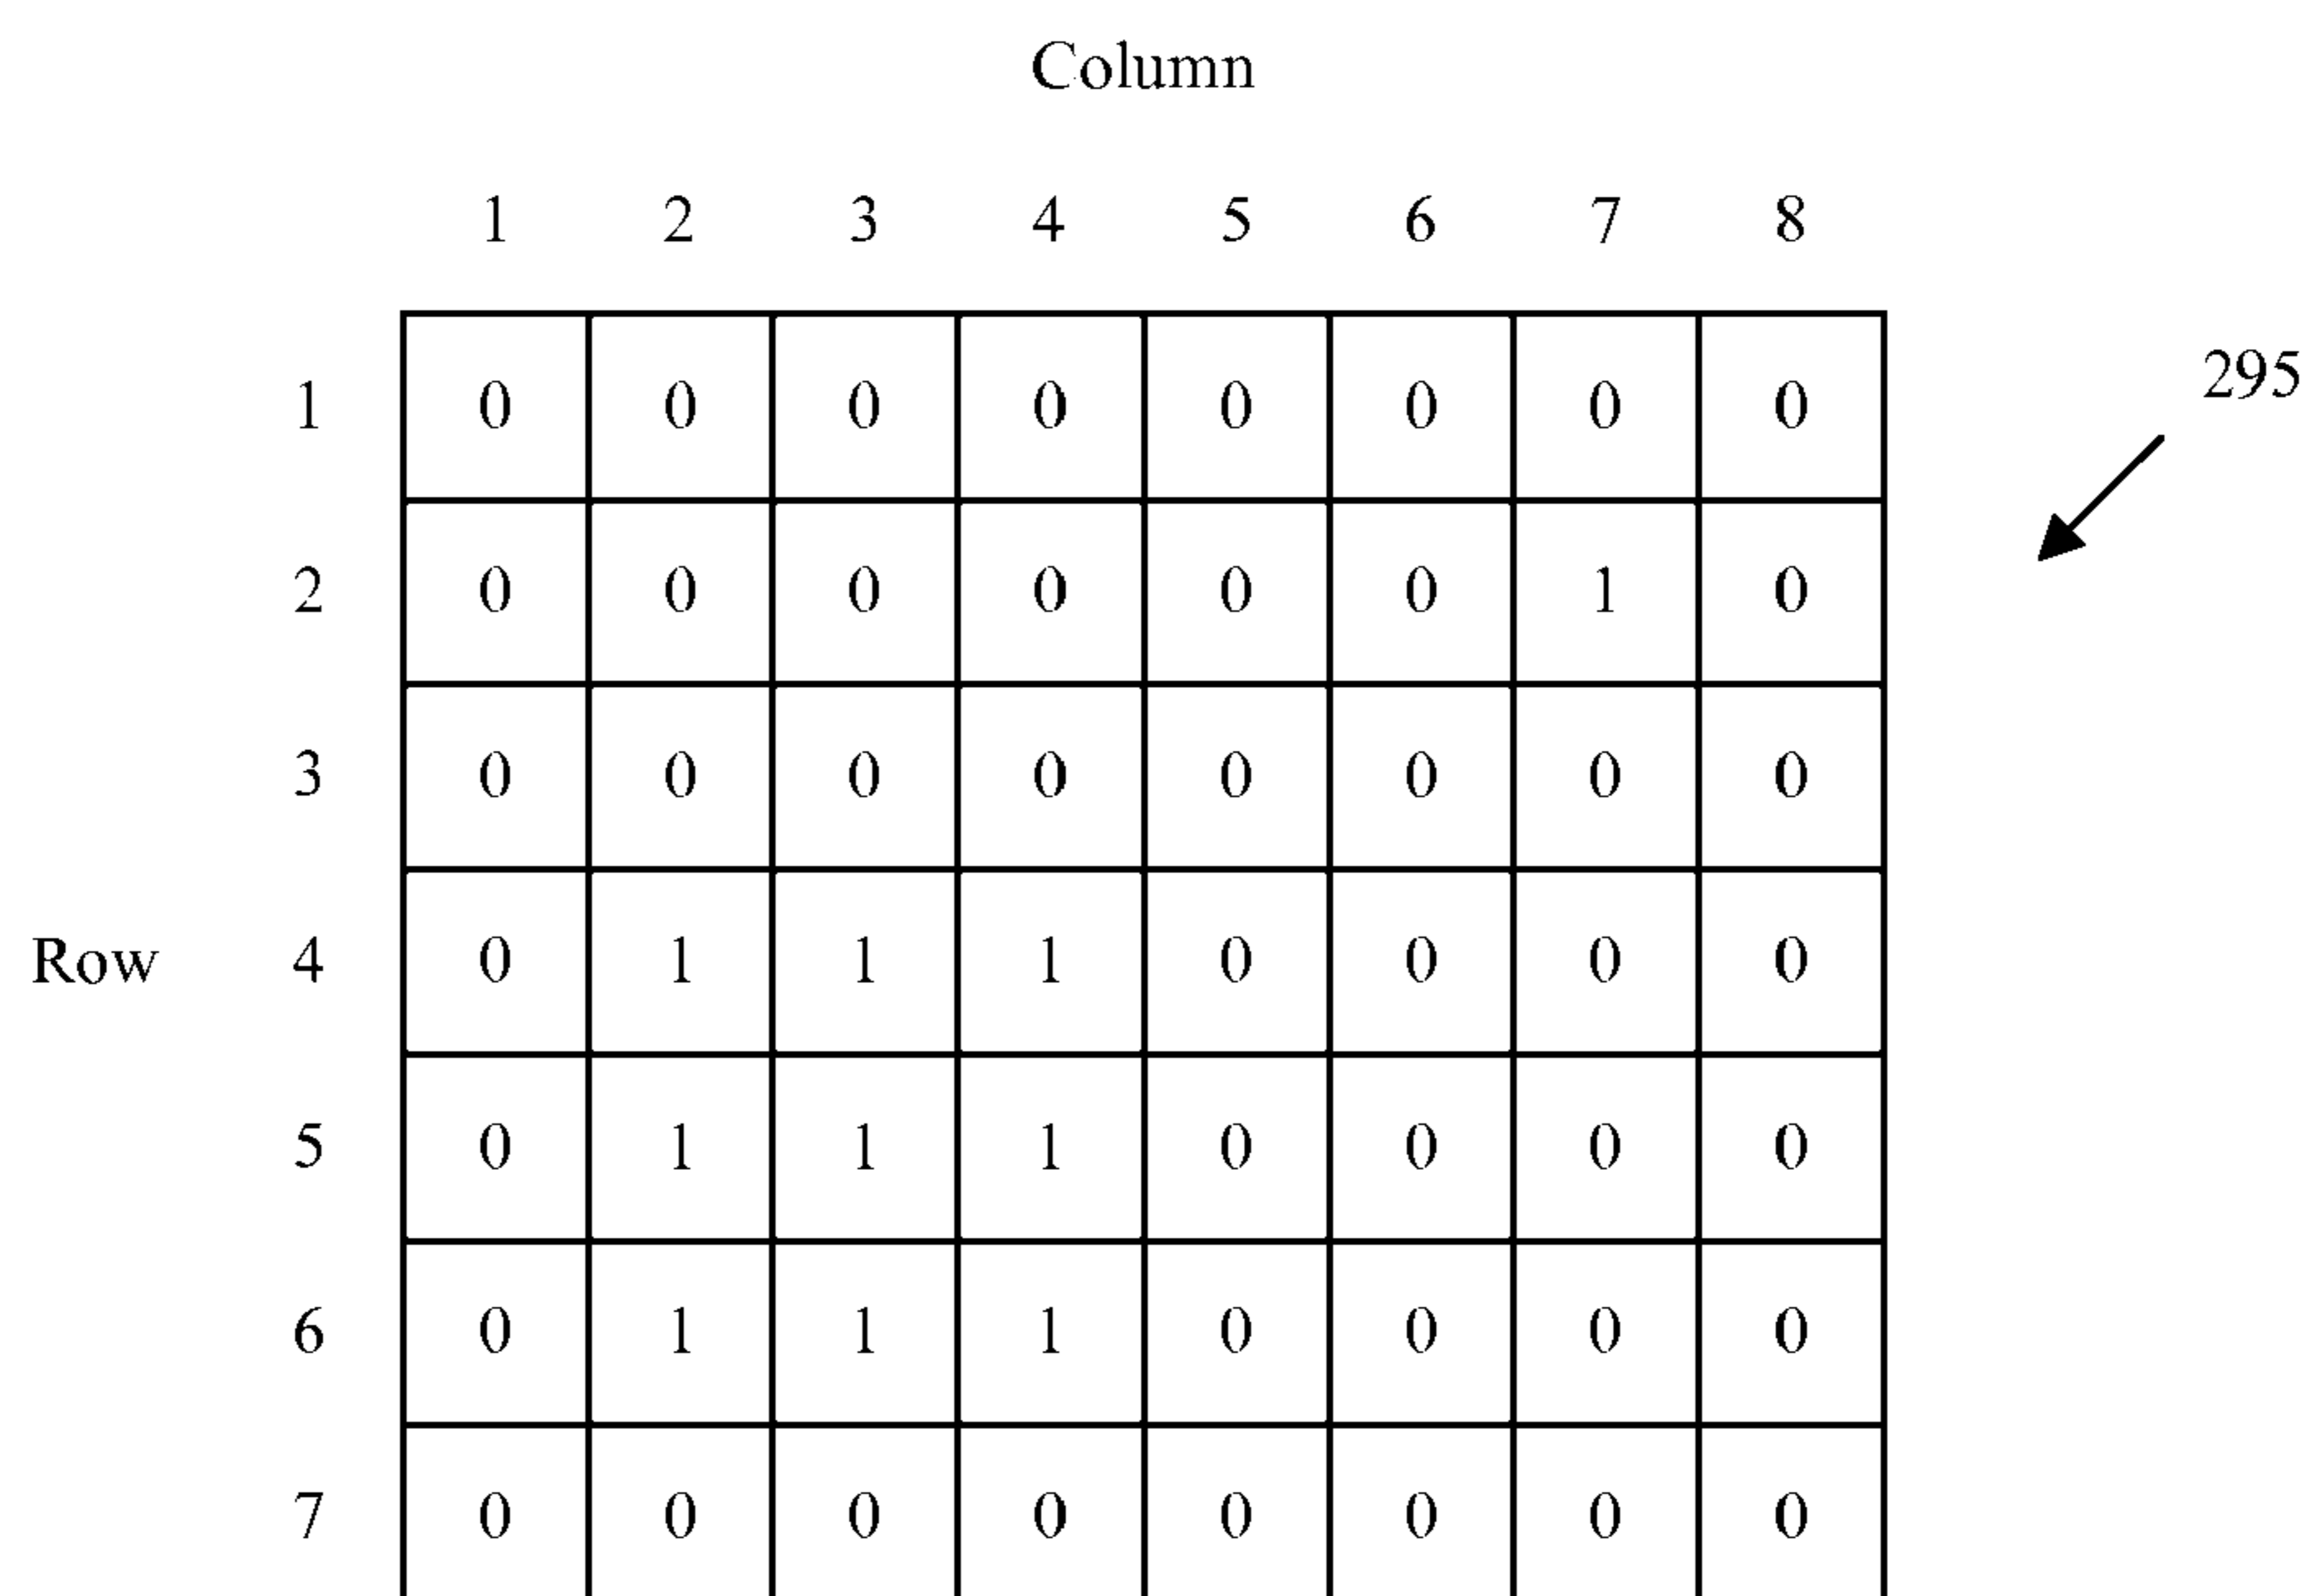 Column
1 2 3 4 5 6 7 8
295
1 0 0 0 0 0 0 0 0
2 0 0 0 0 0 0 1 0
3 0 0 0 0 0 0 0 0
Row 4 0 1 1 1 0 0 0 0
5 0 1 1 1 0 0 0 0
6 0 1 1 1 0 0 0 0
7 0 0 0 0 0 0 0 0